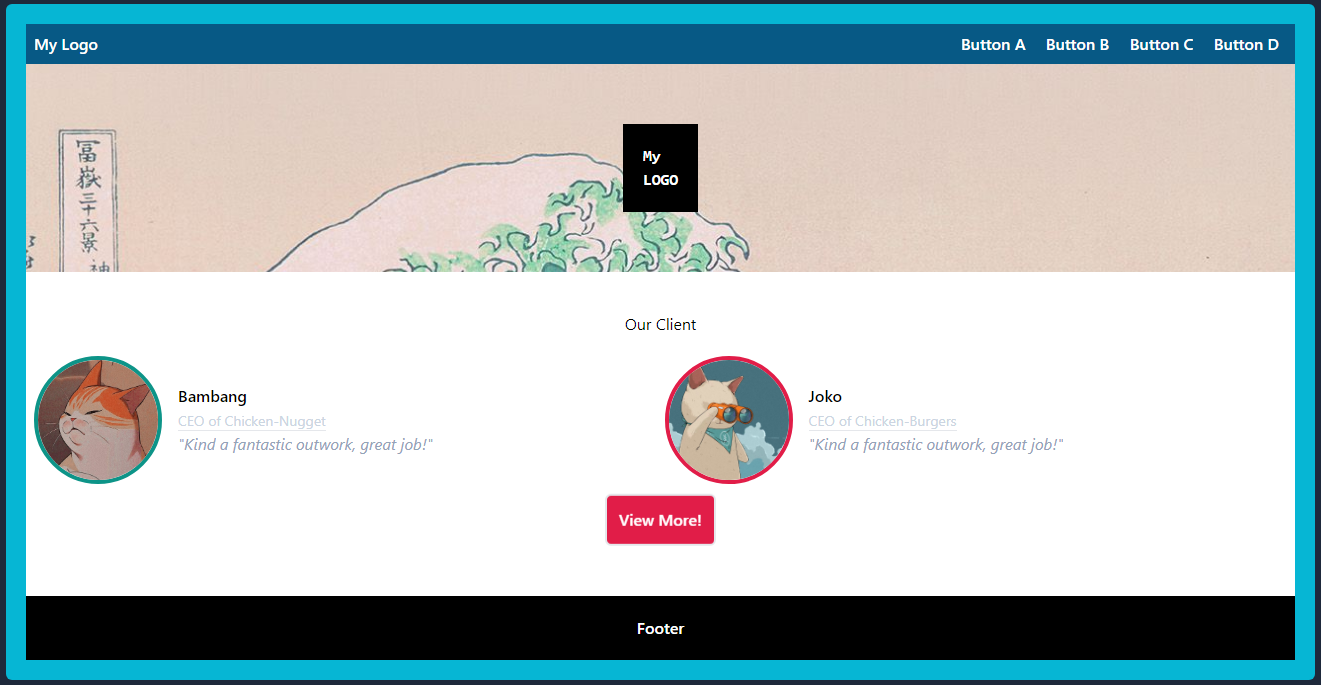 My Logo
Button A
Button B
Button C
Button D
冨嶽三十六景
神
My
LOGO
Our Client
Bambang
CEO of Chicken-Nugget
"Kind a fantastic outwork, great job!"
Joko
CEO of Chicken-Burgers
"Kind a fantastic outwork, great job!"
View More!
Footer